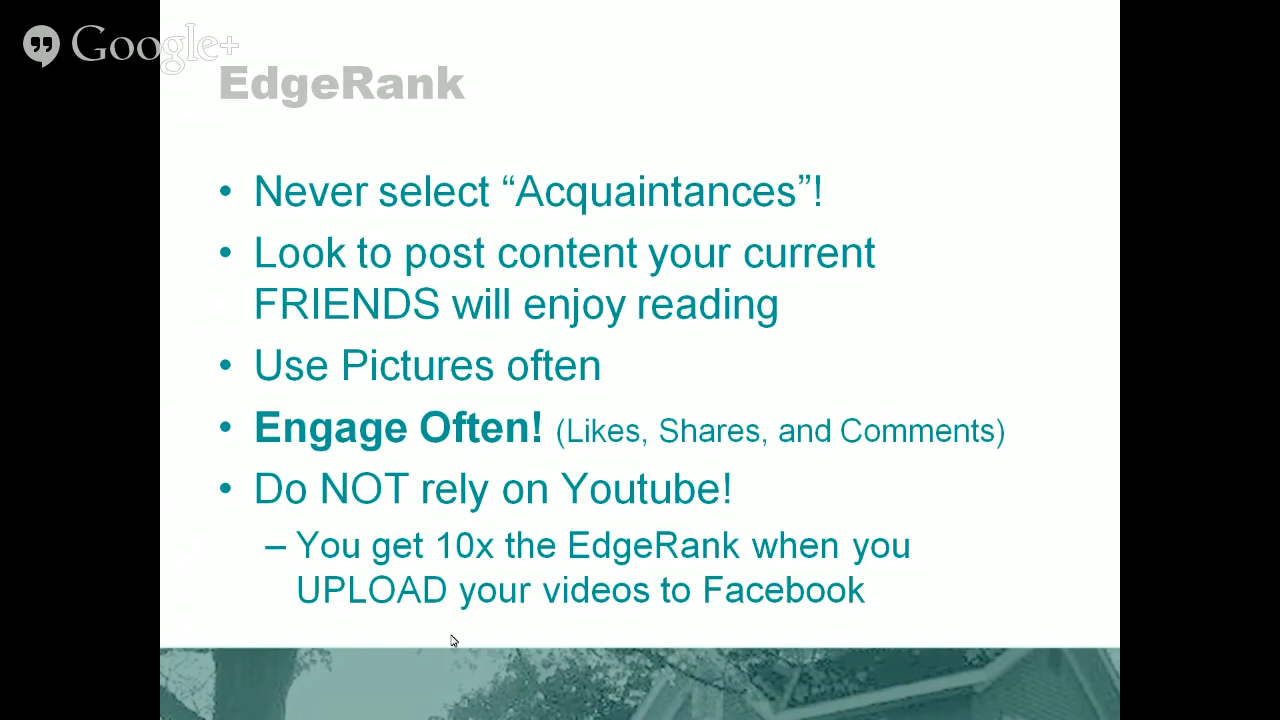 Google+
EdgeRank
• Never select “Acquaintances”!
• Look to post content your current
FRIENDS will enjoy reading
• Use Pictures often
• Engage Often! (Likes, Shares, and Comments)
• Do NOT rely on Youtube!
– You get 10x the EdgeRank when you
UPLOAD your videos to Facebook